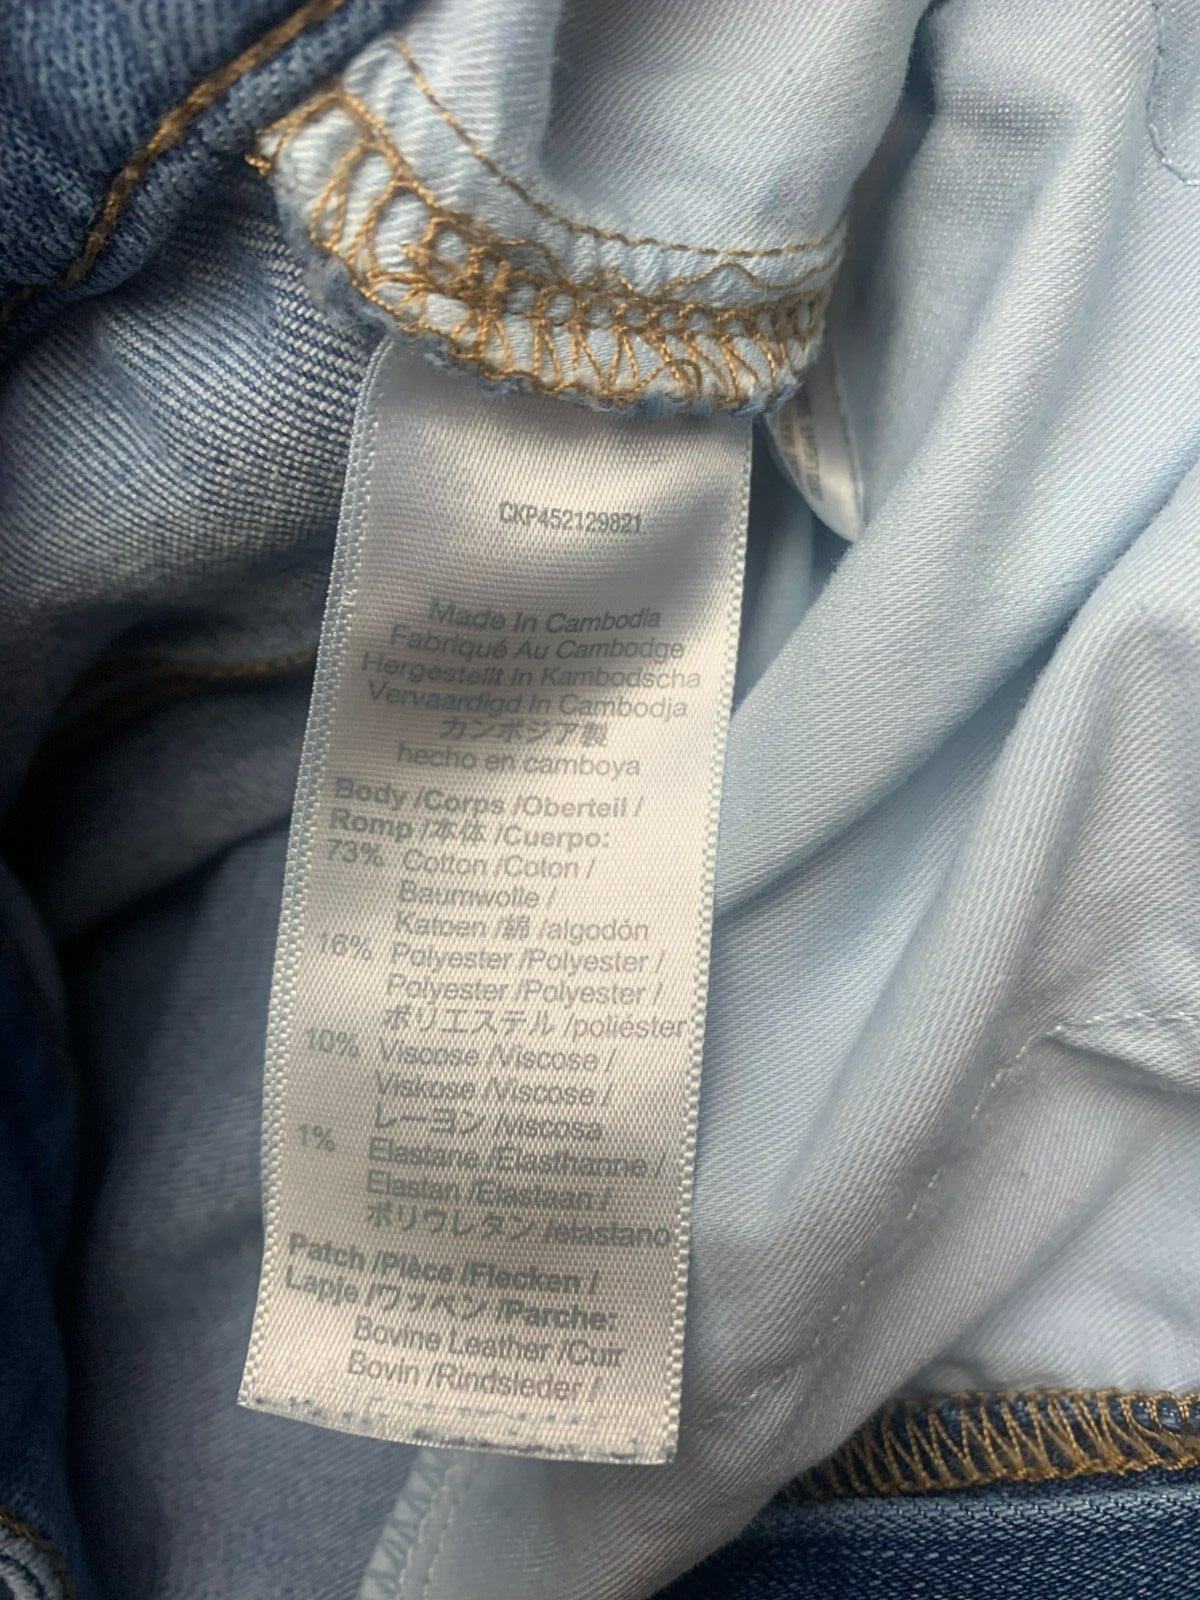 CKP452129821
Made In Cambodia
Fabriqué Au Cambodge
Hergestellt In Kambodscha
Vervaardigd In Cambodja
カンボジア製
hecho en camboya
Body /Corps /Oberteil /
Romp /本体 /Cuerpo:
73% Cotton /Coton /
Baumwolle /
Katoen /綿 /algodón
16% Polyester /Polyester /
Polyester /Polyester /
ポリエステル /poliéster
10% Viscose /Viscose /
Viskose /Viscose /
レーヨン /viscosa
1% Elastane /Elasthanne /
Elastan /Elastaan /
ポリウレタン /elastano
Patch /Pièce /Flecken /
Lapje /ワッペン /Parche:
Bovine Leather /Cuir
Bovin /Rindsleder /